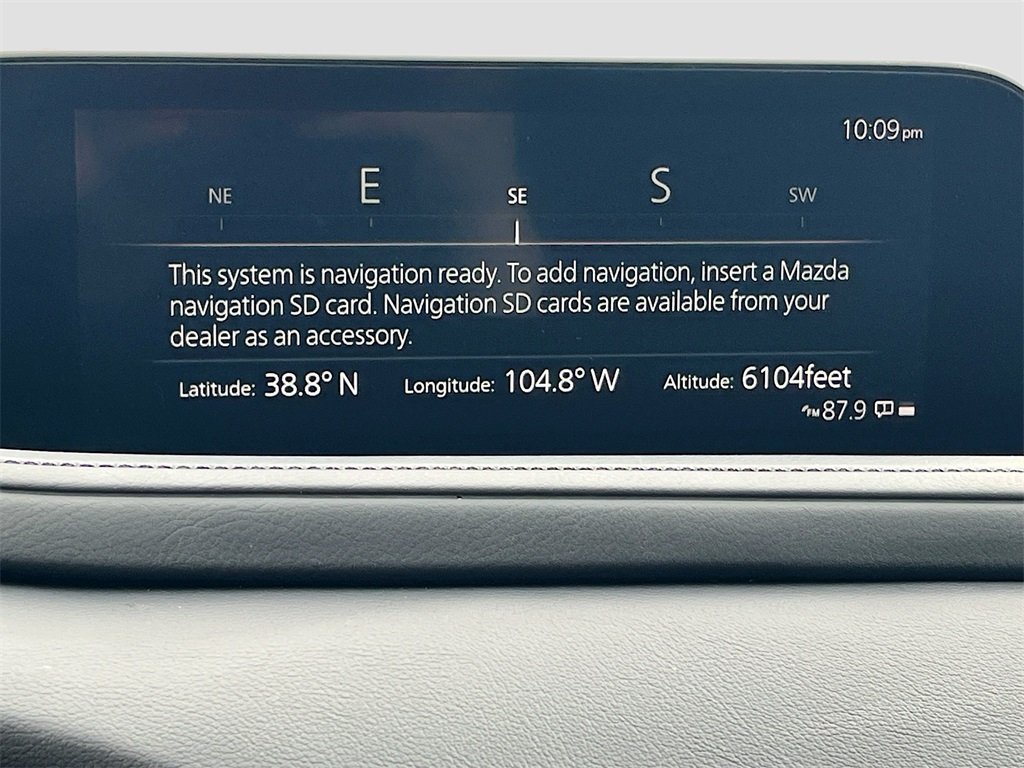 10:09pm
NE E SE S SW
This system is navigation ready. To add navigation, insert a Mazda
navigation SD card. Navigation SD cards are available from your
dealer as an accessory.
Latitude: 38.8° N Longitude: 104.8° W Altitude: 6104feet
FM 87.9